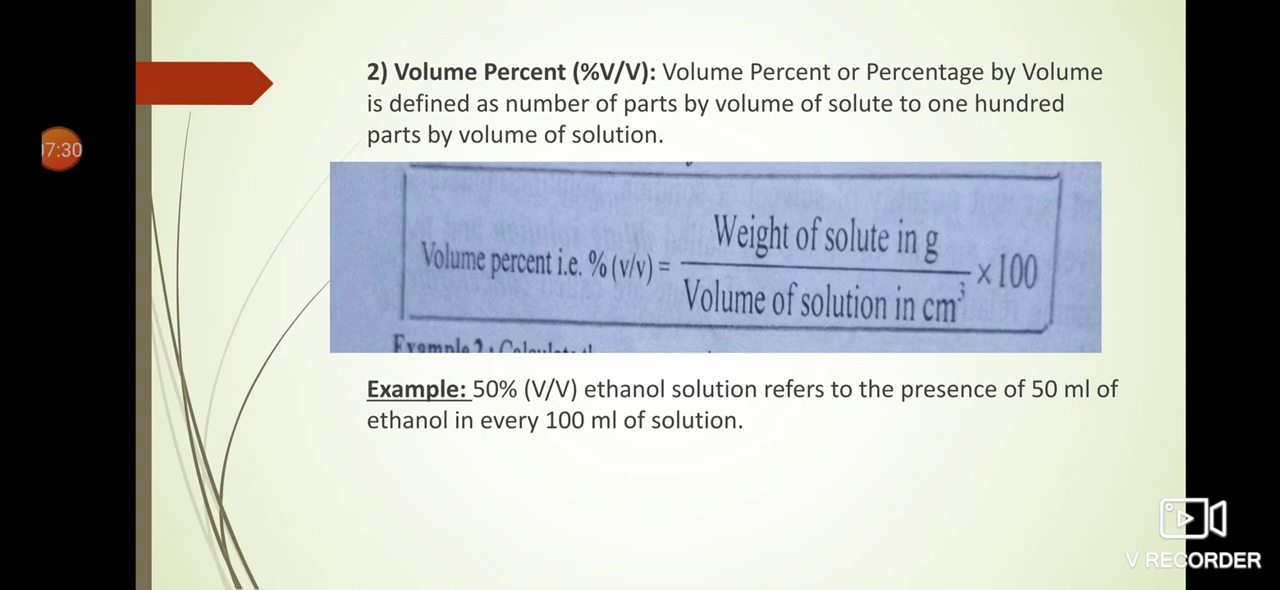 2) Volume Percent (%V/V): Volume Percent or Percentage by Volume
is defined as number of parts by volume of solute to one hundred
parts by volume of solution.
07:30
Volume percent i.e. % (v/v) = Weight of solute in g / Volume of solution in cm³ × 100
Example 2 :
Example: 50% (V/V) ethanol solution refers to the presence of 50 ml of
ethanol in every 100 ml of solution.
V RECORDER